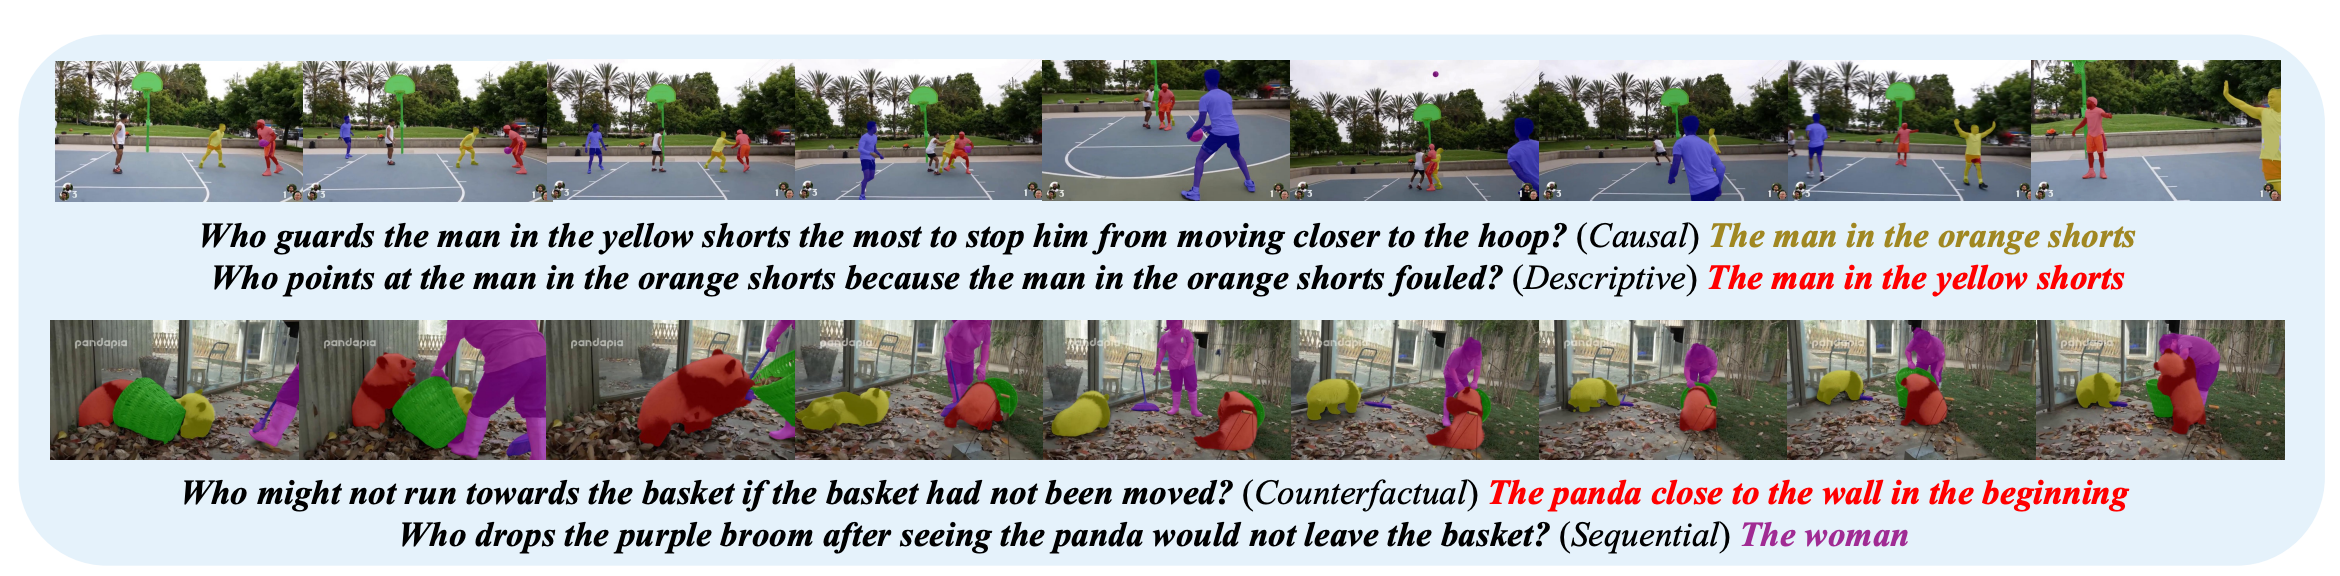 Who guards the man in the yellow shorts the most to stop him from moving closer to the hoop? (Causal) The man in the orange shorts
Who points at the man in the orange shorts because the man in the orange shorts fouled? (Descriptive) The man in the yellow shorts
pandapia pandapia pandapia pandapia pandapia pandapia pandapia pandapia pandapia
Who might not run towards the basket if the basket had not been moved? (Counterfactual) The panda close to the wall in the beginning
Who drops the purple broom after seeing the panda would not leave the basket? (Sequential) The woman